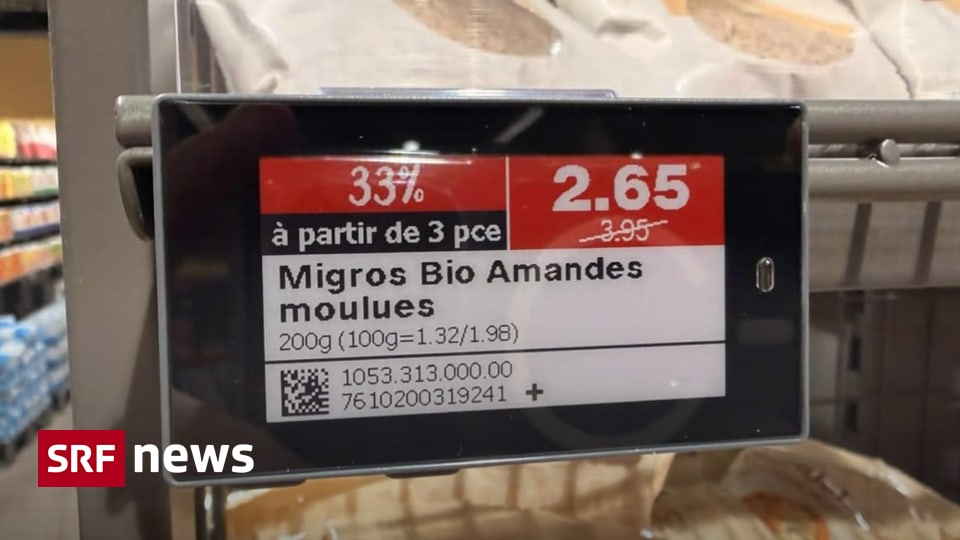 33%
à partir de 3 pce
2.65
3.95
Migros Bio Amandes
moulues
200g (100g=1.32/1.98)
1053.313.000.00
7610200319241 +
SRF news